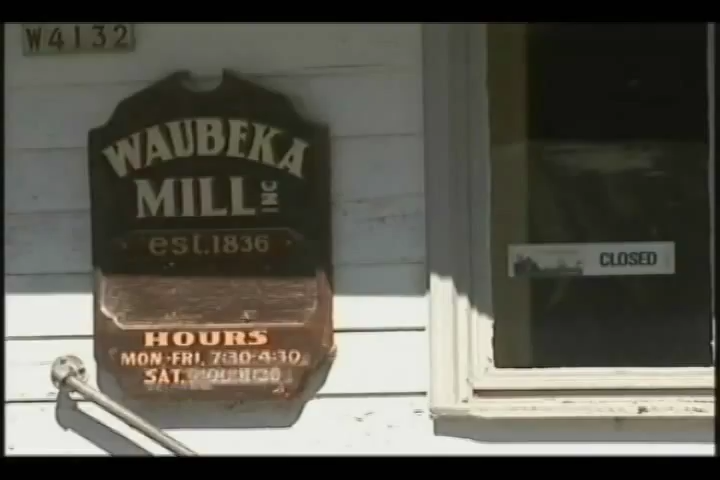 W4132
WAUBEKA
MILL INC
est. 1836
CLOSED
HOURS
MON-FRI. 7:30-4:30
SAT.